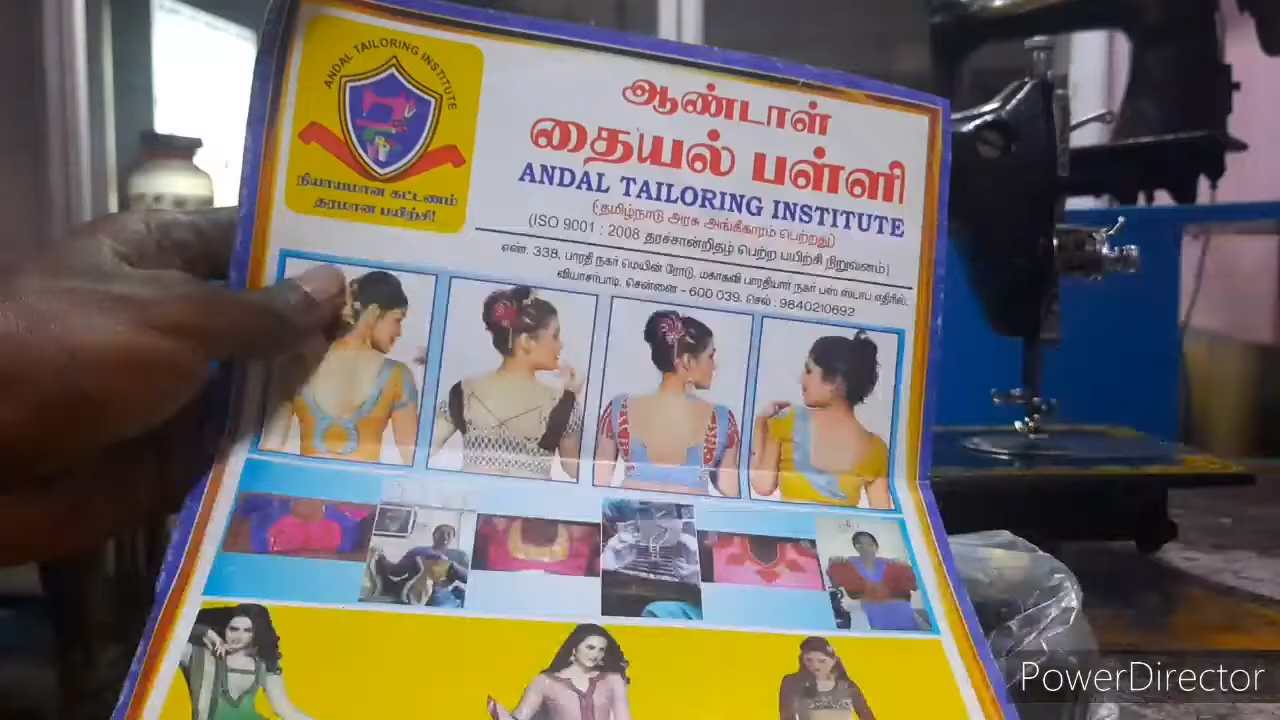 ANDAL TAILORING INSTITUTE
நியாயமான கட்டணம்
தரமான பயிற்சி!
ஆண்டாள்
தையல் பள்ளி
ANDAL TAILORING INSTITUTE
(தமிழ்நாடு அரசு அங்கீகாரம் பெற்றது)
(ISO 9001 : 2008 தரச்சான்றிதழ் பெற்ற பயிற்சி நிறுவனம்)
எண். 338, பாரதி நகர் மெயின் ரோடு, மகாகவி பாரதியார் நகர் பஸ் ஸ்டாப் எதிரில்,
வியாசர்பாடி, சென்னை - 600 039. செல் : 9840210692
PowerDirector